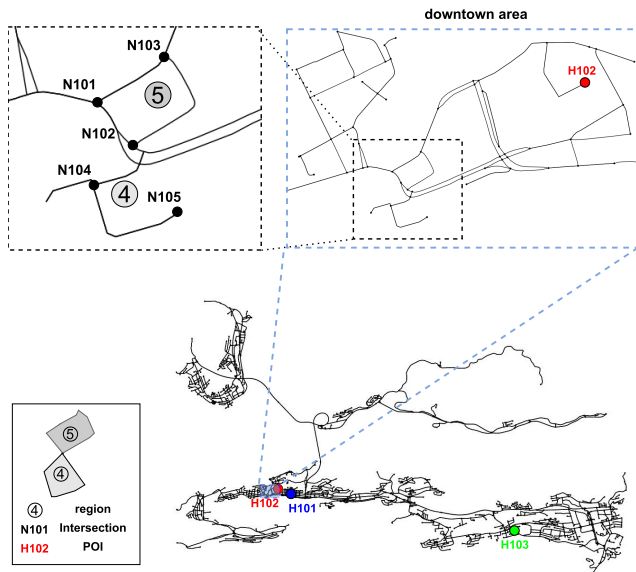 downtown area
N103
N101
5
N102
N104
4
N105
H102
H102
H101
H103
5
4
4 region
N101 Intersection
H102 POI